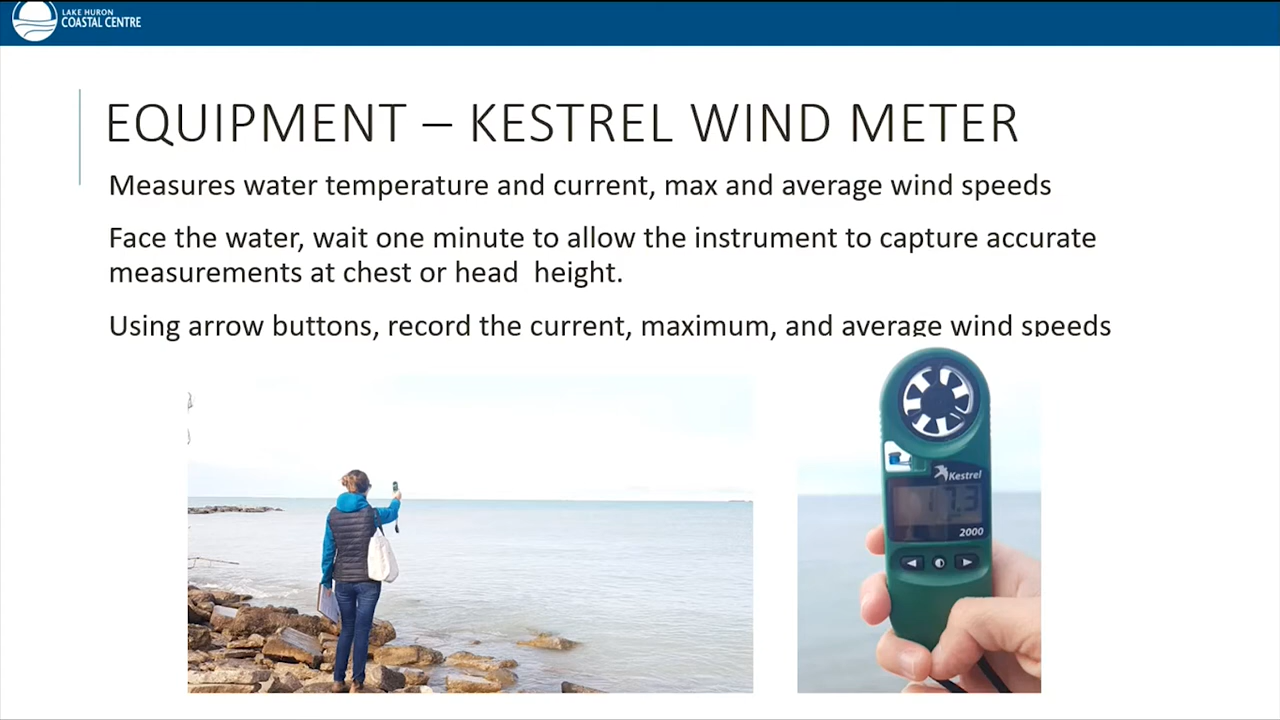 LAKE HURON
COASTAL CENTRE
EQUIPMENT – KESTREL WIND METER
Measures water temperature and current, max and average wind speeds
Face the water, wait one minute to allow the instrument to capture accurate
measurements at chest or head height.
Using arrow buttons, record the current, maximum, and average wind speeds
Kestrel
17.3
2000